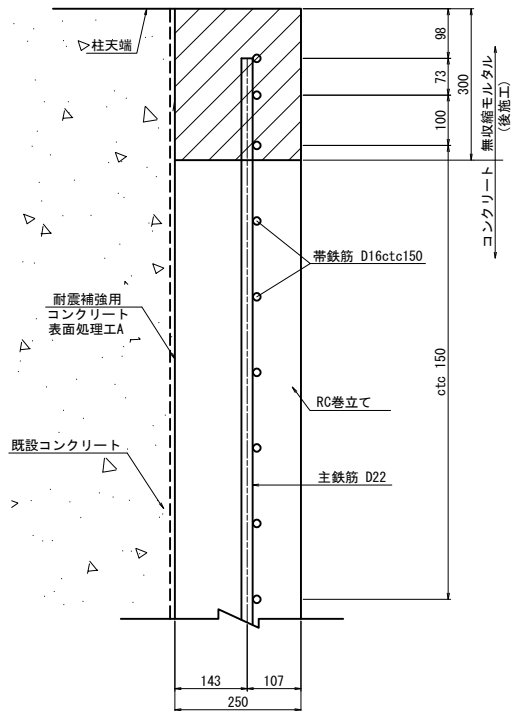 ▷柱天端
98
73
100
300
無収縮モルタル
(後施工)
コンクリート
帯鉄筋 D16ctc150
耐震補強用
コンクリート
表面処理工A
ctc 150
RC巻立て
既設コンクリート
主鉄筋 D22
143
107
250